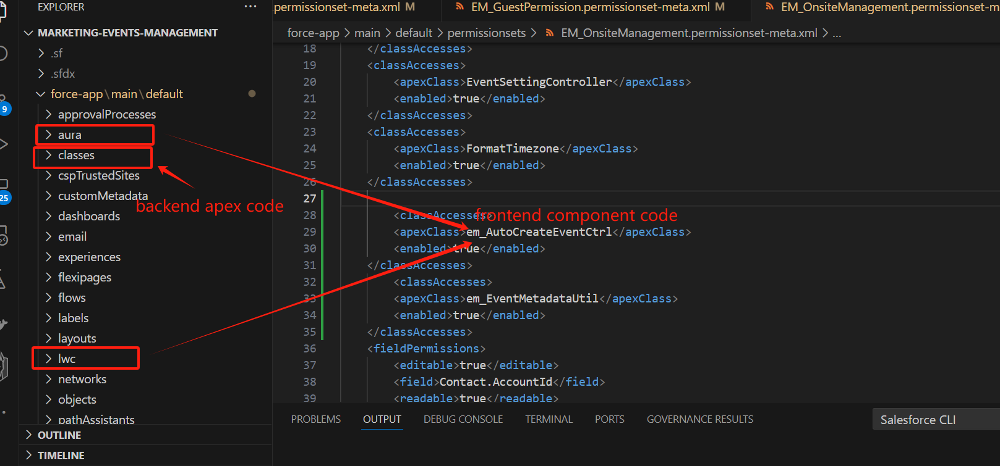 EXPLORER
···
.permissionset-meta.xml M
EM_GuestPermission.permissionset-meta.xml M
EM_OnsiteManagement.permissionset-m
MARKETING-EVENTS-MANAGEMENT
force-app > main > default > permissionsets > EM_OnsiteManagement.permissionset-meta.xml > ...
> .sf
> .sfdx
force-app\main\default
> approvalProcesses
> aura
> classes
> cspTrustedSites
> customMetadata
> dashboards
> email
> experiences
> flexipages
> flows
> labels
> layouts
> lwc
> networks
> objects
> pathAssistants
> OUTLINE
> TIMELINE
9
25
backend apex code
frontend component code
18 </classAccesses>
19 <classAccesses>
20 <apexClass>EventSettingController</apexClass>
21 <enabled>true</enabled>
22 </classAccesses>
23 <classAccesses>
24 <apexClass>FormatTimezone</apexClass>
25 <enabled>true</enabled>
26 </classAccesses>
27
28 <classAccesses>
29 <apexClass>em_AutoCreateEventCtrl</apexClass>
30 <enabled>true</enabled>
31 </classAccesses>
32 <classAccesses>
33 <apexClass>em_EventMetadataUtil</apexClass>
34 <enabled>true</enabled>
35 </classAccesses>
36 <fieldPermissions>
37 <editable>true</editable>
38 <field>Contact.AccountId</field>
39 <readable>true</readable>
PROBLEMS OUTPUT DEBUG CONSOLE TERMINAL PORTS GOVERNANCE RESULTS
Salesforce CLI